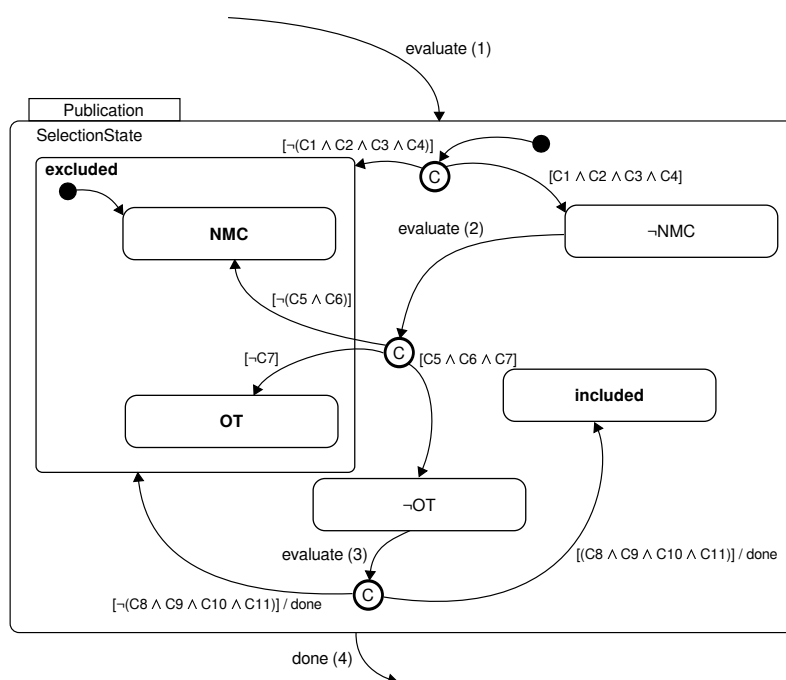 evaluate (1)
Publication
SelectionState
[¬(C1 ∧ C2 ∧ C3 ∧ C4)]
excluded
C
[C1 ∧ C2 ∧ C3 ∧ C4]
NMC
evaluate (2)
¬NMC
[¬(C5 ∧ C6)]
[¬C7]
C
[C5 ∧ C6 ∧ C7]
included
OT
¬OT
evaluate (3)
[(C8 ∧ C9 ∧ C10 ∧ C11)] / done
C
[¬(C8 ∧ C9 ∧ C10 ∧ C11)] / done
done (4)